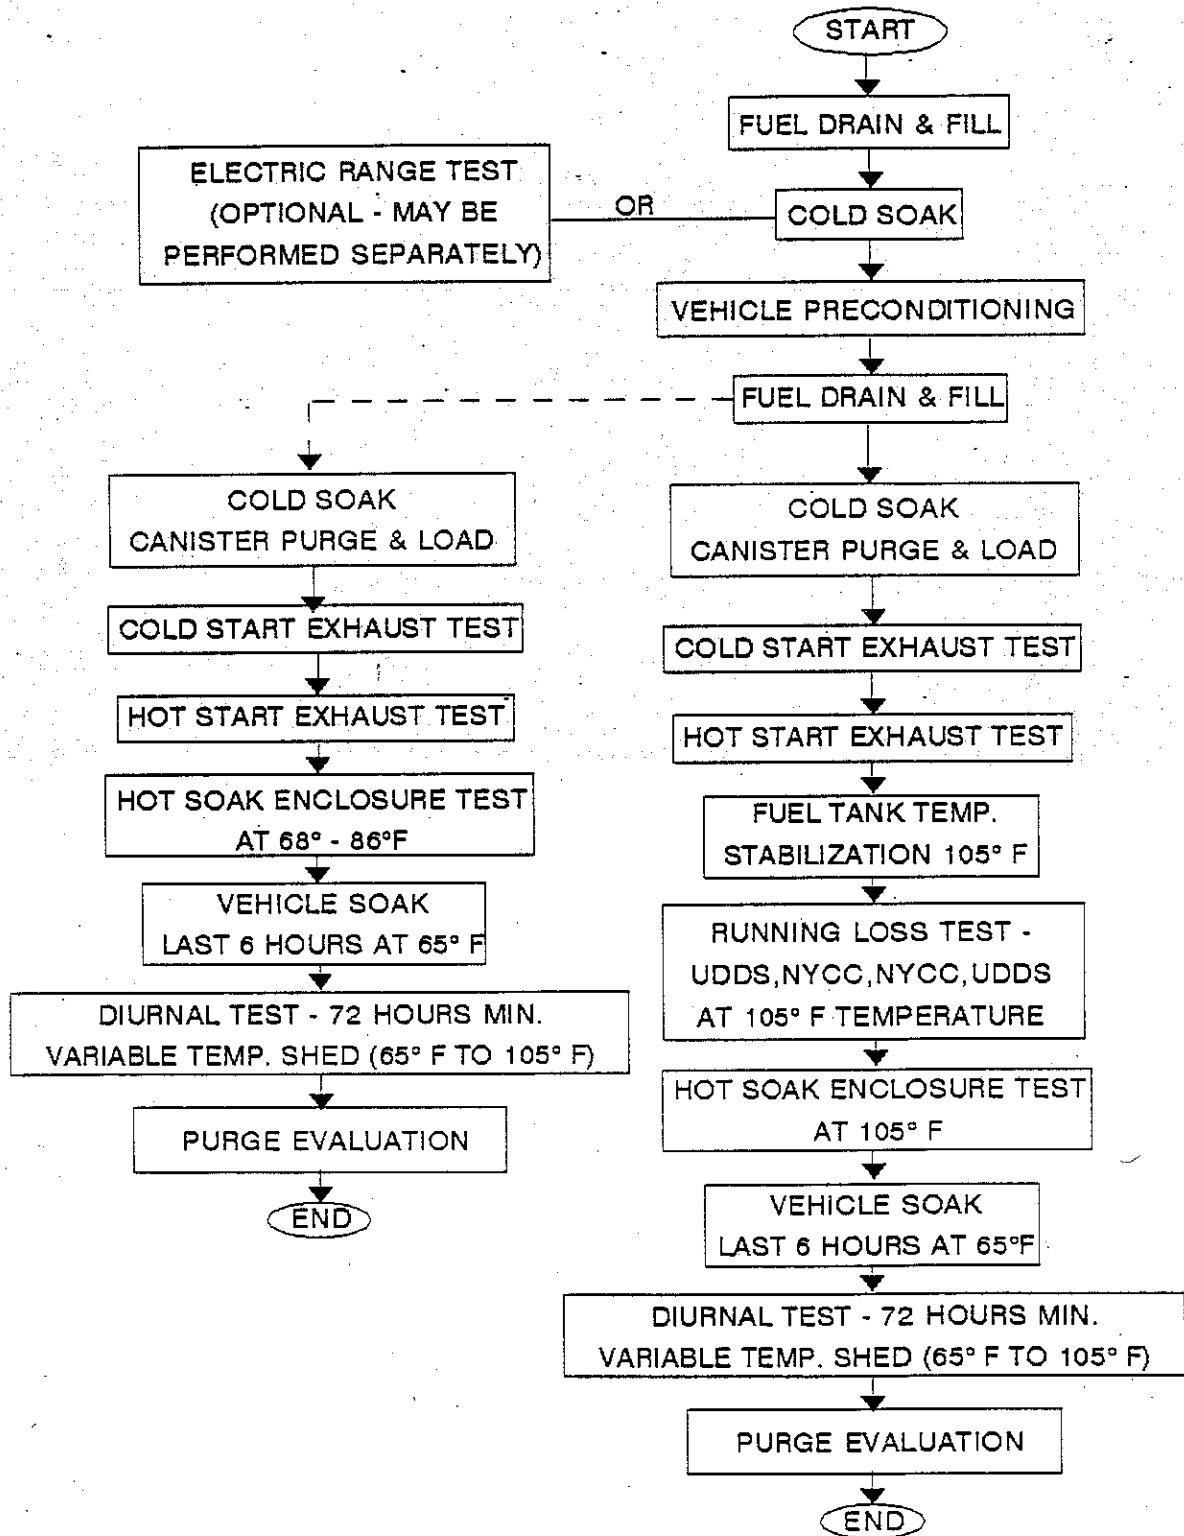 START
FUEL DRAIN & FILL
ELECTRIC RANGE TEST
(OPTIONAL - MAY BE
PERFORMED SEPARATELY)
OR
COLD SOAK
VEHICLE PRECONDITIONING
FUEL DRAIN & FILL
COLD SOAK
CANISTER PURGE & LOAD
COLD START EXHAUST TEST
HOT START EXHAUST TEST
HOT SOAK ENCLOSURE TEST
AT 68° - 86°F
VEHICLE SOAK
LAST 6 HOURS AT 65° F
DIURNAL TEST - 72 HOURS MIN.
VARIABLE TEMP. SHED (65° F TO 105° F)
PURGE EVALUATION
END
COLD SOAK
CANISTER PURGE & LOAD
COLD START EXHAUST TEST
HOT START EXHAUST TEST
FUEL TANK TEMP.
STABILIZATION 105° F
RUNNING LOSS TEST -
UDDS,NYCC,NYCC,UDDS
AT 105° F TEMPERATURE
HOT SOAK ENCLOSURE TEST
AT 105° F
VEHICLE SOAK
LAST 6 HOURS AT 65°F
DIURNAL TEST - 72 HOURS MIN.
VARIABLE TEMP. SHED (65° F TO 105° F)
PURGE EVALUATION
END